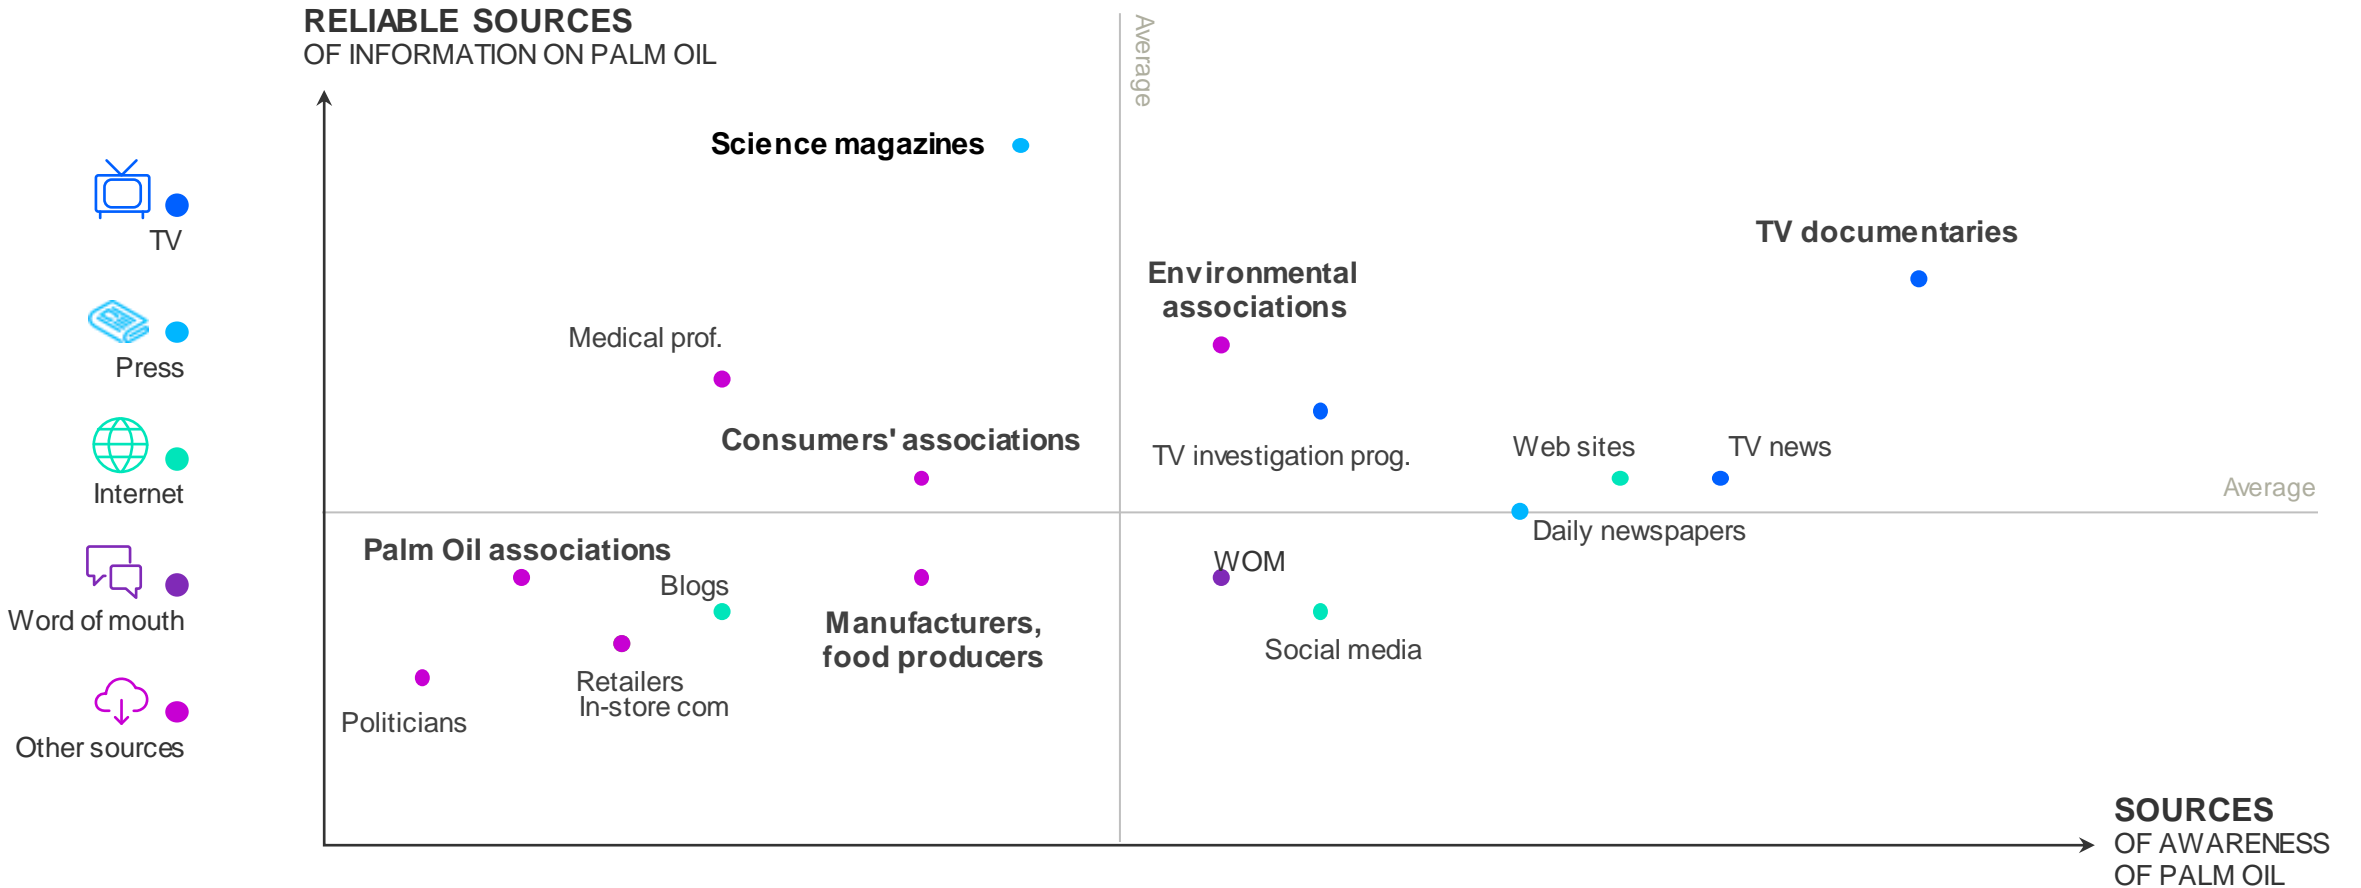 RELIABLE SOURCES
OF INFORMATION ON PALM OIL
Average
Science magazines
TV
TV documentaries
Environmental
associations
Medical prof.
Press
Consumers' associations
TV investigation prog.
Web sites
TV news
Internet
Average
Daily newspapers
Palm Oil associations
Blogs
WOM
Word of mouth
Manufacturers,
food producers
Social media
Retailers
In-store com
Politicians
Other sources
SOURCES
OF AWARENESS
OF PALM OIL